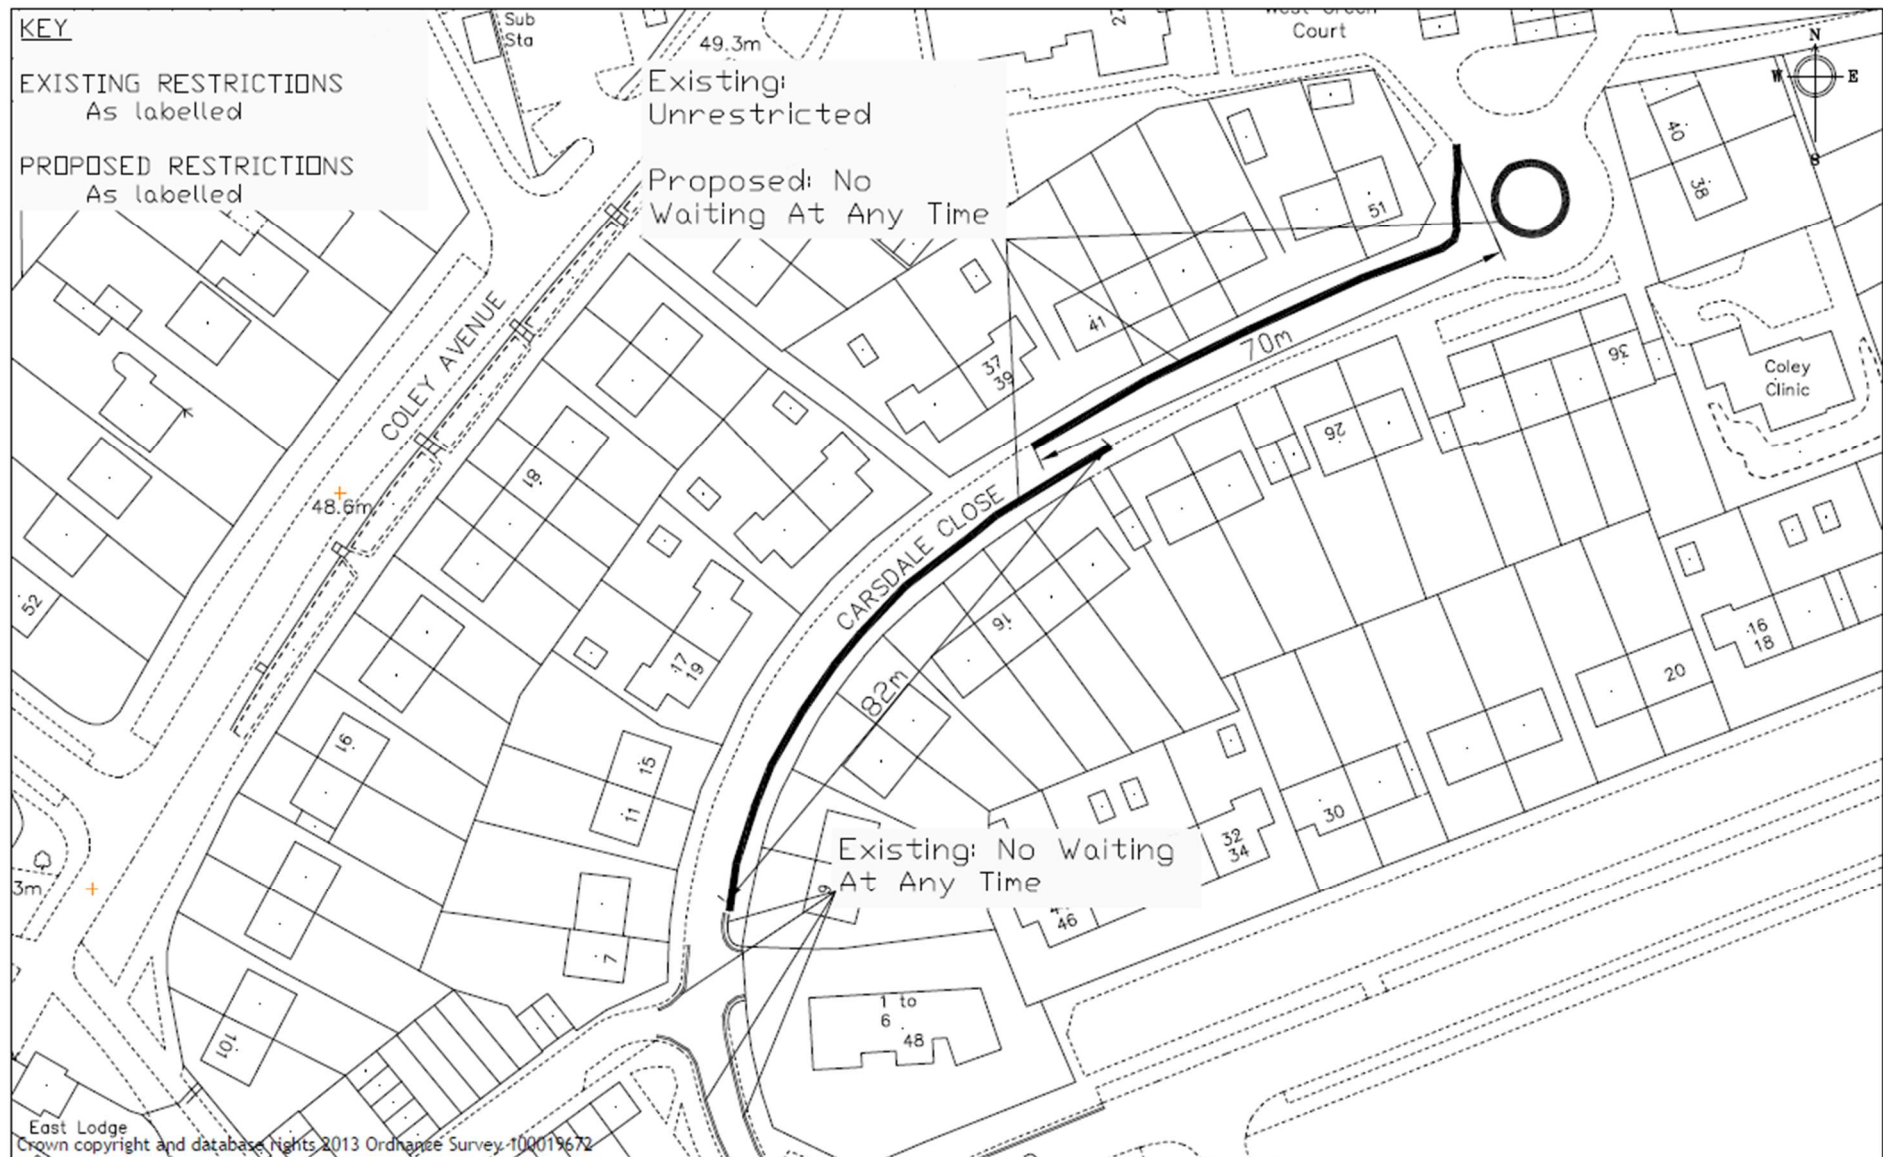 KEY
EXISTING RESTRICTIONS
As labelled
PROPOSED RESTRICTIONS
As labelled
Sub
Sta
49.3m
Existing:
Unrestricted
Proposed: No
Waiting At Any Time
Court
N
W E
S
40
38
51
41
37
39
70m
36
Coley
Clinic
26
COLEY AVENUE
18
48.6m
CARSDALE CLOSE
52
17
19
16
82m
16
18
20
91
15
11
30
32
34
Existing: No Waiting
At Any Time
9
46
3m
7
1 to
6
48
101
East Lodge
Crown copyright and database rights 2013 Ordnance Survey 100019672